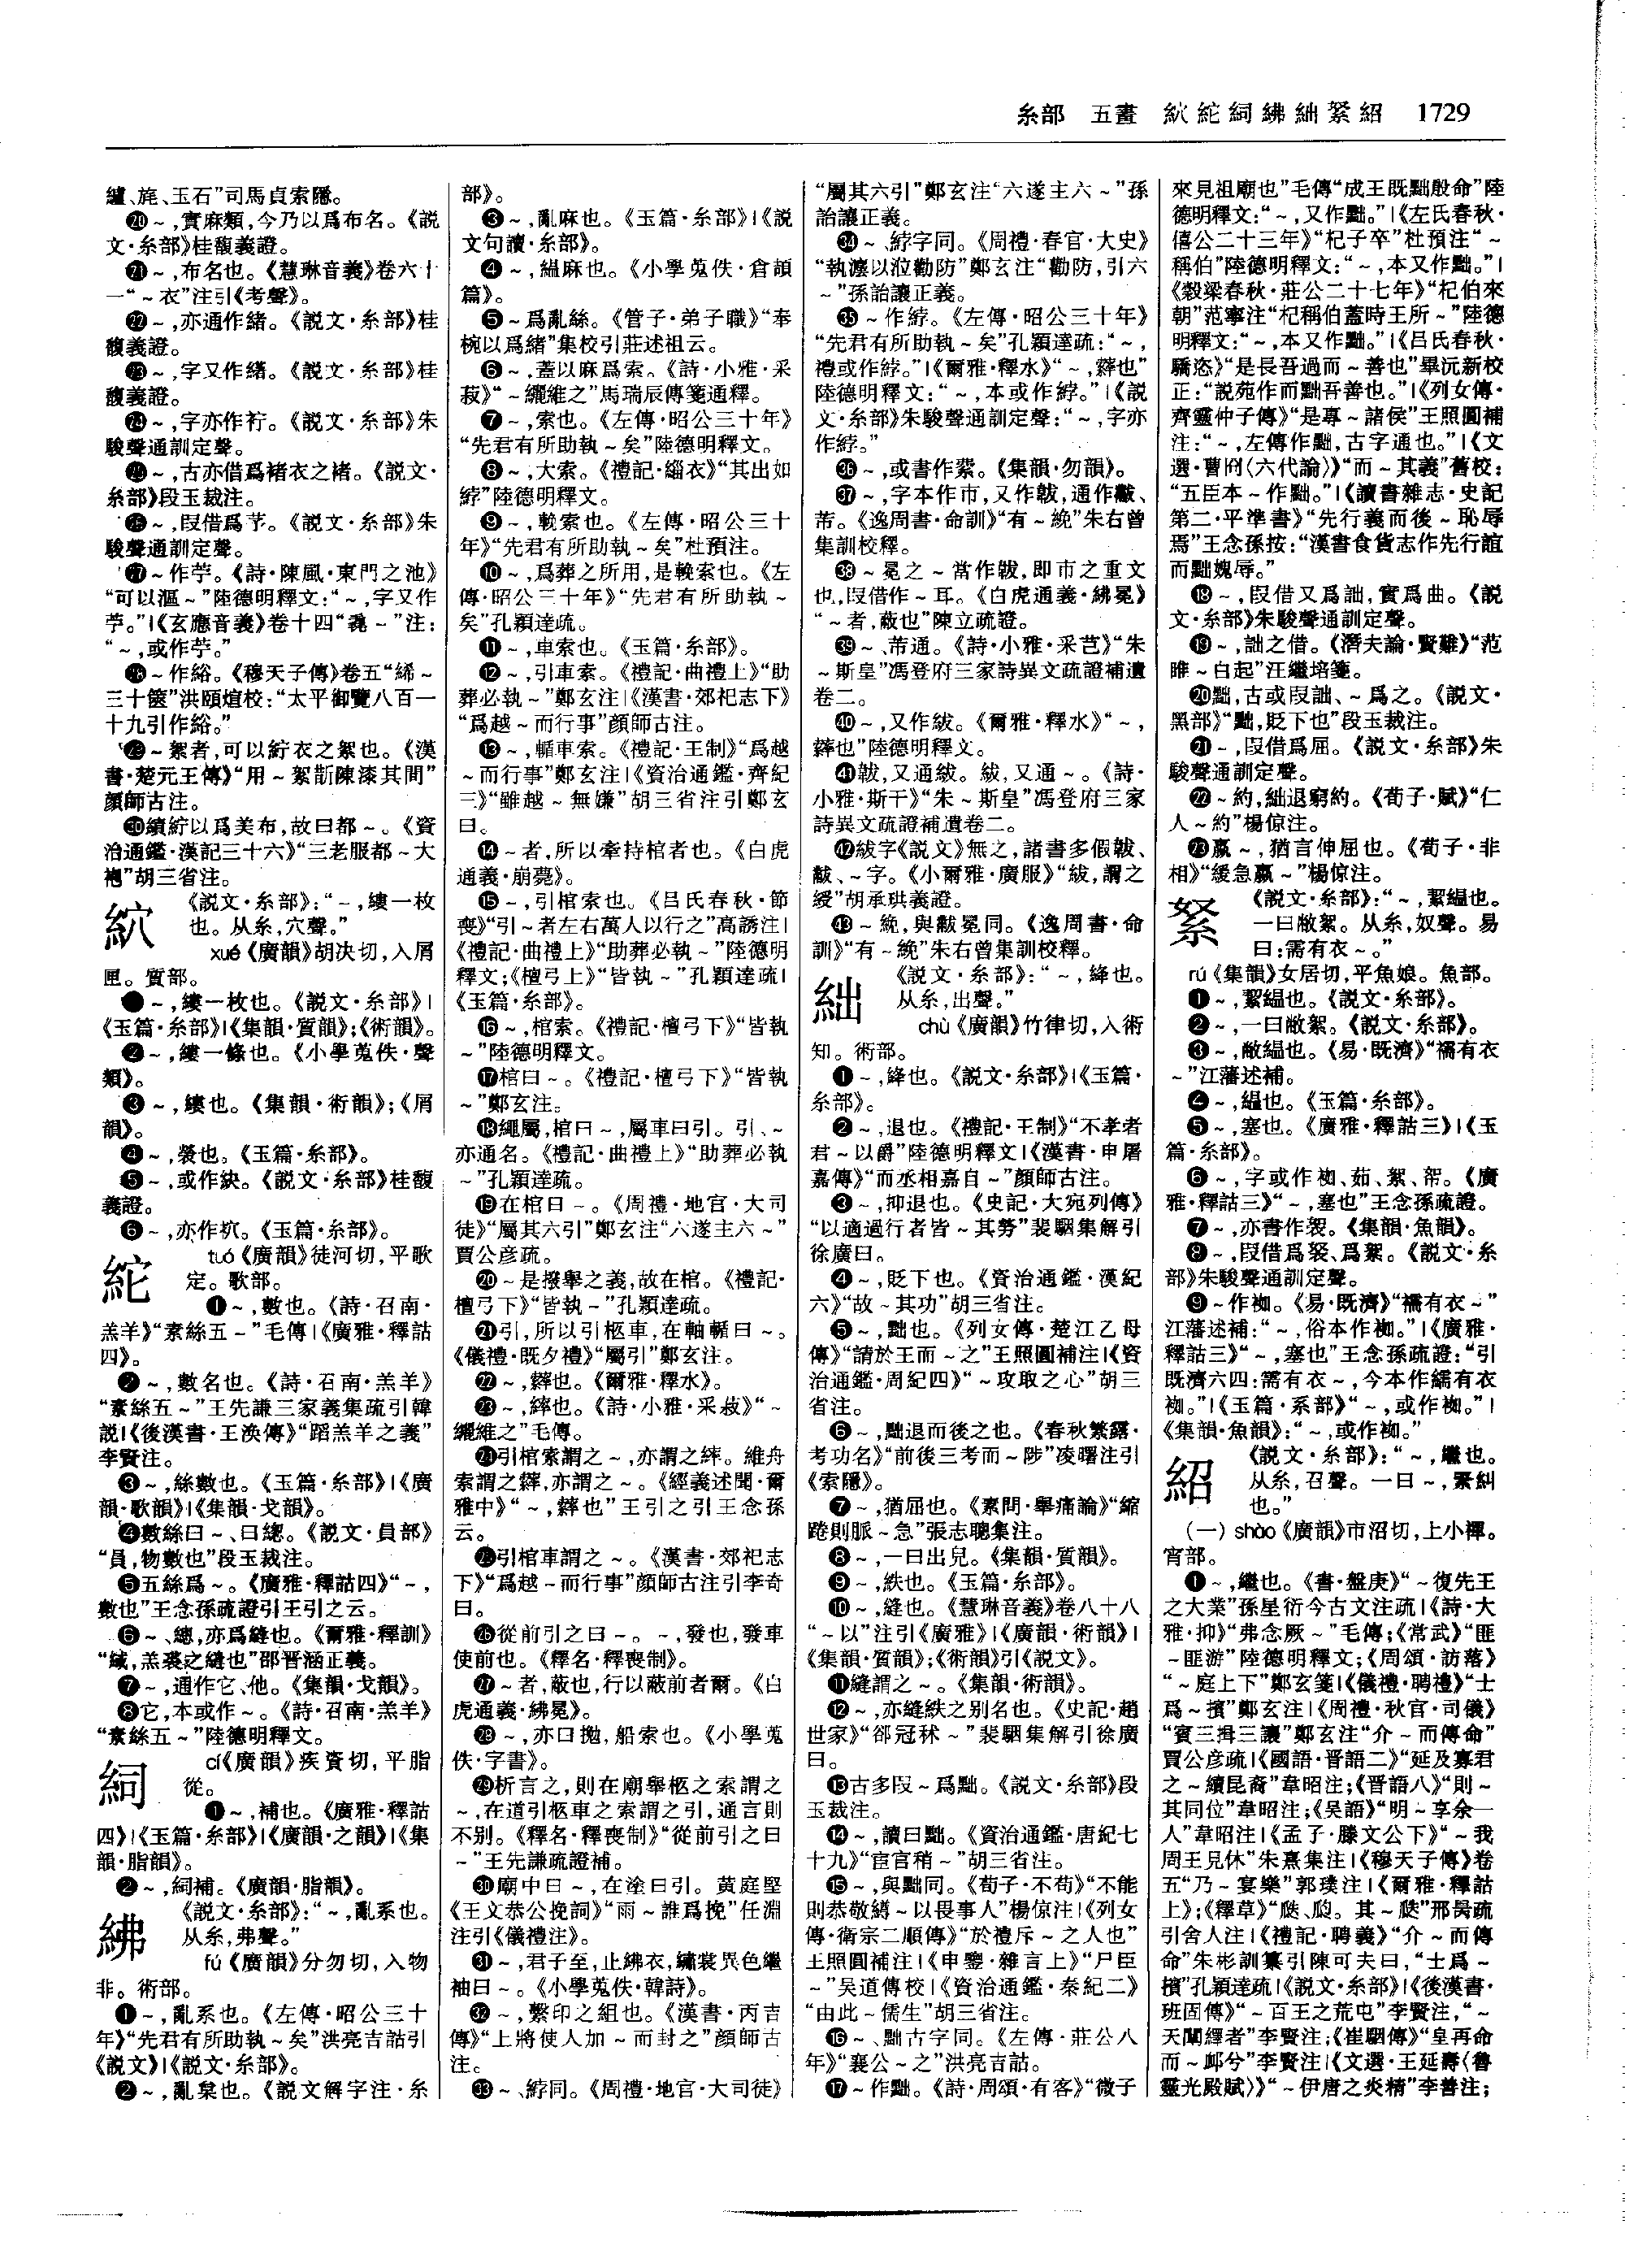 糸部　五畫　紇紽䋖紼絀䋈紹　1729
纑、旄、玉石”司馬貞索隱。
⑳～,實麻類,今乃以爲布名。《説
文·糸部》桂馥義證。
㉑～,布名也。《慧琳音義》卷六十
一“～衣”注引《考聲》。
㉒～,亦通作緒。《説文·糸部》桂
馥義證。
㉓～,字又作䌓。《説文·糸部》桂
馥義證。
㉔～,字亦作𥿄。《説文·糸部》朱
駿聲通訓定聲。
㉕～,古亦借爲褚衣之褚。《説文·
糸部》段玉裁注。
㉖～,叚借爲芧。《説文·糸部》朱
駿聲通訓定聲。
㉗～作苧。《詩·陳風·東門之池》
“可以漚～”陸德明釋文:“～,字又作
苧。”|《玄應音義》卷十四“毳～”注:
“～,或作苧。”
㉘～作綌。《穆天子傳》卷五“絺～
三十篋”洪頤煊校:“太平御覽八百一
十九引作綌。”
㉙～絮者,可以紵衣之絮也。《漢
書·楚元王傳》“用～絮斮陳漆其間”
顔師古注。
㉚績紵以爲美布,故曰都～。《資
治通鑑·漢記三十六》“三老服都～大
袍”胡三省注。
《説文·糸部》:“～,縷一枚
也。从糸,穴聲。”
xué《廣韻》胡決切,入屑
匣。質部。
❶～,縷一枚也。《説文·糸部》|
《玉篇·糸部》|《集韻·質韻》;《術韻》。
❷～,縷一條也。《小學蒐佚·聲
類》。
❸～,縷也。《集韻·術韻》;《屑
韻》。
❹～,裻也。《玉篇·糸部》。
❺～,或作紩。《説文·糸部》桂馥
義證。
❻～,亦作坹。《玉篇·糸部》。
紽
tuó《廣韻》徒河切,平歌
定。歌部。
❶～,數也。《詩·召南·
羔羊》“素絲五～”毛傳|《廣雅·釋詁
四》。
❷～,數名也。《詩·召南·羔羊》
“素絲五～”王先謙三家義集疏引韓
説|《後漢書·王渙傳》“蹈羔羊之義”
李賢注。
❸～,絲數也。《玉篇·糸部》|《廣
韻·歌韻》|《集韻·戈韻》。
❹數絲曰～、曰總。《説文·員部》
“員,物數也”段玉裁注。
❺五絲爲～。《廣雅·釋詁四》“～,
數也”王念孫疏證引王引之云。
❻～、總,亦爲縫也。《爾雅·釋訓》
“緎,羔裘之縫也”邵晋涵正義。
❼～,通作它、他。《集韻·戈韻》。
❽它,本或作～。《詩·召南·羔羊》
“素絲五～”陸德明釋文。
cí《廣韻》疾資切,平脂
從。
❶～,補也。《廣雅·釋詁
四》|《玉篇·糸部》|《廣韻·之韻》|《集
韻·脂韻》。
❷～,䋖補。《廣韻·脂韻》。
紼
《説文·糸部》:“～,亂系也。
从糸,弗聲。”
fú《廣韻》分勿切,入物
非。術部。
❶～,亂系也。《左傳·昭公三十
年》“先君有所助執～矣”洪亮吉詁引
《説文》|《説文·糸部》。
❷～,亂枲也。《説文解字注·糸
部》。
❸～,亂麻也。《玉篇·糸部》|《説
文句讀·糸部》。
❹～,緼麻也。《小學蒐佚·倉頡
篇》。
❺～爲亂絲。《管子·弟子職》“奉
椀以爲緒”集校引莊述祖云。
❻～,蓋以麻爲索。《詩·小雅·采
菽》“～纚維之”馬瑞辰傳箋通釋。
❼～,索也。《左傳·昭公三十年》
“先君有所助執～矣”陸德明釋文。
❽～,大索。《禮記·緇衣》“其出如
綍”陸德明釋文。
❾～,輓索也。《左傳·昭公三十
年》“先君有所助執～矣”杜預注。
❿～,爲葬之所用,是輓索也。《左
傳·昭公三十年》“先君有所助執～
矣”孔穎達疏。
⓫～,車索也。《玉篇·糸部》。
⓬～,引車索。《禮記·曲禮上》“助
葬必執～”鄭玄注|《漢書·郊祀志下》
“爲越～而行事”顔師古注。
⓭～,輴車索。《禮記·王制》“爲越
～而行事”鄭玄注|《資治通鑑·齊紀
三》“雖越～無嫌”胡三省注引鄭玄
曰。
⓮～者,所以牽持棺者也。《白虎
通義·崩薨》。
⓯～,引棺索也。《吕氏春秋·節
喪》“引～者左右萬人以行之”高誘注|
《禮記·曲禮上》“助葬必執～”陸德明
釋文;《檀弓上》“皆執～”孔穎達疏|
《玉篇·糸部》。
⓰～,棺索。《禮記·檀弓下》“皆執
～”陸德明釋文。
⓱棺曰～。《禮記·檀弓下》“皆執
～”鄭玄注。
⓲繩屬,棺曰～,屬車曰引。引、～
亦通名。《禮記·曲禮上》“助葬必執
～”孔穎達疏。
⓳在棺曰～。《周禮·地官·大司
徒》“屬其六引”鄭玄注“六遂主六～”
賈公彦疏。
⓴～是撥舉之義,故在棺。《禮記·
檀弓下》“皆執～”孔穎達疏。
㉑引,所以引柩車,在軸輴曰～。
《儀禮·既夕禮》“屬引”鄭玄注。
㉒～,䋠也。《爾雅·釋水》。
㉓～,繂也。《詩·小雅·采菽》“～
纚維之”毛傳。
㉔引棺索謂之～,亦謂之綍。維舟
索謂之䋠,亦謂之～。《經義述聞·爾
雅中》“～,䋠也”王引之引王念孫
云。
㉕引棺車謂之～。《漢書·郊祀志
下》“爲越～而行事”顔師古注引李奇
曰。
㉖從前引之曰～。～,發也,發車
使前也。《釋名·釋喪制》。
㉗～者,蔽也,行以蔽前者爾。《白
虎通義·紼冕》。
㉘～,亦曰拋,船索也。《小學蒐
佚·字書》。
㉙析言之,則在廟舉柩之索謂之
～,在道引柩車之索謂之引,通言則
不别。《釋名·釋喪制》“從前引之曰
～”王先謙疏證補。
㉚廟中曰～,在塗曰引。黄庭堅
《王文恭公挽詞》“雨～誰爲挽”任淵
注引《儀禮注》。
㉛～,君子至,止紼衣,繡裳異色繼
袖曰～。《小學蒐佚·韓詩》。
㉜～,繫印之組也。《漢書·丙吉
傳》“上將使人加～而封之”顔師古
注。
㉝～、綍同。《周禮·地官·大司徒》
“屬其六引”鄭玄注“六遂主六～”孫
詒讓正義。
㉞～、綍字同。《周禮·春官·大史》
“執灋以涖勸防”鄭玄注“勸防,引六
～”孫詒讓正義。
㉟～作綍。《左傳·昭公三十年》
“先君有所助執～矣”孔穎達疏:“～,
禮或作綍。”|《爾雅·釋水》“～,䋠也”
陸德明釋文:“～,本或作綍。”|《説
文·糸部》朱駿聲通訓定聲:“～,字亦
作綍。”
㊱～,或書作䋨。《集韻·勿韻》。
㊲～,字本作巿,又作韍,通作黻、
芾。《逸周書·命訓》“有～絻”朱右曾
集訓校釋。
㊳～冕之～當作韍,即巿之重文
也,叚借作～耳。《白虎通義·紼冕》
“～者,蔽也”陳立疏證。
㊴～、芾通。《詩·小雅·采芑》“朱
～斯皇”馮登府三家詩異文疏證補遺
卷二。
㊵～,又作紱。《爾雅·釋水》“～,
䋠也”陸德明釋文。
㊶韍,又通紱。紱,又通～。《詩·
小雅·斯干》“朱～斯皇”馮登府三家
詩異文疏證補遺卷二。
㊷紱字《説文》無之,諸書多假韍、
黻、～字。《小爾雅·廣服》“紱,謂之
綬”胡承珙義證。
㊸～絻,與黻冕同。《逸周書·命
訓》“有～絻”朱右曾集訓校釋。
絀
《説文·糸部》:“～,絳也。
从糸,出聲。”
chù《廣韻》竹律切,入術
知。術部。
❶～,絳也。《説文·糸部》|《玉篇·
糸部》。
❷～,退也。《禮記·王制》“不孝者
君～以爵”陸德明釋文|《漢書·申屠
嘉傳》“而丞相嘉自～”顔師古注。
❸～,抑退也。《史記·大宛列傳》
“以適過行者皆～其勞”裴駰集解引
徐廣曰。
❹～,貶下也。《資治通鑑·漢紀
六》“故～其功”胡三省注。
❺～,黜也。《列女傳·楚江乙母
傳》“請於王而～之”王照圓補注|《資
治通鑑·周紀四》“～攻取之心”胡三
省注。
❻～,黜退而後之也。《春秋繁露·
考功名》“前後三考而～陟”凌曙注引
《索隱》。
❼～,猶屈也。《素問·舉痛論》“縮
踡則脈～急”張志聰集注。
❽～,一曰出皃。《集韻·質韻》。
❾～,紩也。《玉篇·糸部》。
❿～,縫也。《慧琳音義》卷八十八
“～以”注引《廣雅》|《廣韻·術韻》|
《集韻·質韻》;《術韻》引《説文》。
⓫縫謂之～。《集韻·術韻》。
⓬～,亦縫紩之别名也。《史記·趙
世家》“郤冠秫～”裴駰集解引徐廣
曰。
⓭古多叚～爲黜。《説文·糸部》段
玉裁注。
⓮～,讀曰黜。《資治通鑑·唐紀七
十九》“宦官稍～”胡三省注。
⓯～,與黜同。《荀子·不苟》“不能
則恭敬縛～以畏事人”楊倞注|《列女
傳·衛宗二順傳》“於禮斥～之人也”
王照圓補注|《申鑒·雜言上》“尸臣
～”吴道傳校|《資治通鑑·秦紀二》
“由此～儒生”胡三省注。
⓰～、黜古字同。《左傳·莊公八
年》“襄公～之”洪亮吉詁。
⓱～作黜。《詩·周頌·有客》“微子
來見祖廟也”毛傳“成王既黜殷命”陸
德明釋文:“～,又作黜。”|《左氏春秋·
僖公二十三年》“杞子卒”杜預注“～
稱伯”陸德明釋文:“～,本又作黜。”|
《穀梁春秋·莊公二十七年》“杞伯來
朝”范寧注“杞稱伯蓋時王所～”陸德
明釋文:“～,本又作黜。”|《吕氏春秋·
驕恣》“是長吾過而～善也”畢沅新校
正:“説苑作而黜吾善也。”|《列女傳·
齊靈仲子傳》“是專～諸侯”王照圓補
注:“～,左傳作黜,古字通也。”|《文
選·曹冏〈六代論〉》“而～其義”舊校:
“五臣本～作黜。”|《讀書雜志·史記
第二·平準書》“先行義而後～恥辱
焉”王念孫按:“漢書食貨志作先行誼
而黜媿辱。”
⓲～,叚借又爲詘,實爲曲。《説
文·糸部》朱駿聲通訓定聲。
⓳～,詘之借。《潛夫論·賢難》“范
雎～白起”汪繼培箋。
⓴黜,古或叚詘、～爲之。《説文·
黑部》“黜,貶下也”段玉裁注。
㉑～,叚借爲屈。《説文·糸部》朱
駿聲通訓定聲。
㉒～約,絀退窮約。《荀子·賦》“仁
人～約”楊倞注。
㉓嬴～,猶言伸屈也。《荀子·非
相》“緩急嬴～”楊倞注。
《説文·糸部》:“～,絜緼也。
一曰敝絮。从糸,奴聲。易
曰:需有衣～。”
rú《集韻》女居切,平魚娘。魚部。
❶～,絜緼也。《説文·糸部》。
❷～,一曰敝絮。《説文·糸部》。
❸～,敝緼也。《易·既濟》“襦有衣
～”江藩述補。
❹～,緼也。《玉篇·糸部》。
❺～,塞也。《廣雅·釋詁三》|《玉
篇·糸部》。
❻～,字或作袽、茹、絮、帤。《廣
雅·釋詁三》“～,塞也”王念孫疏證。
❼～,亦書作袈。《集韻·魚韻》。
❽～,叚借爲袈、爲絮。《説文·糸
部》朱駿聲通訓定聲。
❾～作袽。《易·既濟》“襦有衣～”
江藩述補:“～,俗本作袽。”|《廣雅·
釋詁三》“～,塞也”王念孫疏證:“引
既濟六四:需有衣～,今本作繻有衣
袽。”|《玉篇·系部》“～,或作袽。”|
《集韻·魚韻》:“～,或作袽。”
紹
《説文·糸部》:“～,繼也。
从糸,召聲。一曰～,緊糾
也。”
(一) shào《廣韻》市沼切,上小禪。
宵部。
❶～,繼也。《書·盤庚》“～復先王
之大業”孫星衍今古文注疏|《詩·大
雅·抑》“弗念厥～”毛傳;《常武》“匪
～匪游”陸德明釋文;《周頌·訪落》
“～庭上下”鄭玄箋|《儀禮·聘禮》“士
爲～擯”鄭玄注|《周禮·秋官·司儀》
“賓三揖三讓”鄭玄注“介～而傳命”
賈公彦疏|《國語·晋語二》“延及寡君
之～續昆裔”韋昭注;《晋語八》“則～
其同位”韋昭注;《吴語》“明～享余一
人”韋昭注|《孟子·滕文公下》“～我
周王見休”朱熹集注|《穆天子傳》卷
五“乃～宴樂”郭璞注|《爾雅·釋詁
上》;《釋草》“瓞、瓝。其～瓞”邢昺疏
引舍人注|《禮記·聘義》“介～而傳
命”朱彬訓纂引陳可夫曰,“士爲～
擯”孔穎達疏|《説文·糸部》|《後漢書·
班固傳》“～百王之荒屯”李賢注,“～
天闡繹者”李賢注;《崔駰傳》“皇再命
而～卹兮”李賢注|《文選·王延壽〈魯
靈光殿賦〉》“～伊唐之炎精”李善注;